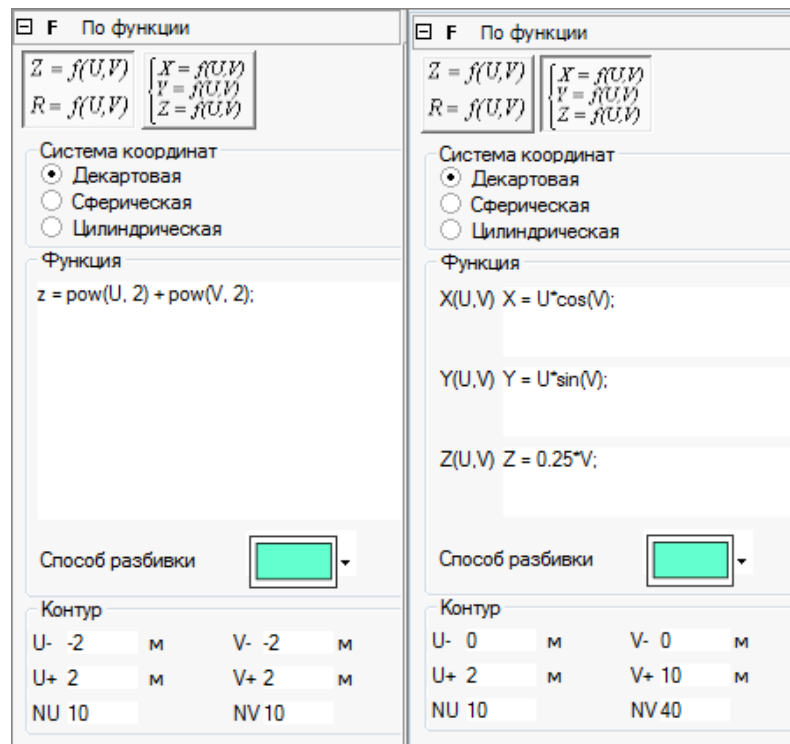 F По функции
Z = f(U,V)
R = f(U,V)
X = f(U,V)
Y = f(U,V)
Z = f(U,V)
Система координат
Декартовая
Сферическая
Цилиндрическая
Функция
z = pow(U, 2) + pow(V, 2);
Способ разбивки
Контур
U- -2 м V- -2 м
U+ 2 м V+ 2 м
NU 10 NV 10
F По функции
Z = f(U,V)
R = f(U,V)
X = f(U,V)
Y = f(U,V)
Z = f(U,V)
Система координат
Декартовая
Сферическая
Цилиндрическая
Функция
X(U,V) X = U*cos(V);
Y(U,V) Y = U*sin(V);
Z(U,V) Z = 0.25*V;
Способ разбивки
Контур
U- 0 м V- 0 м
U+ 2 м V+ 10 м
NU 10 NV 40